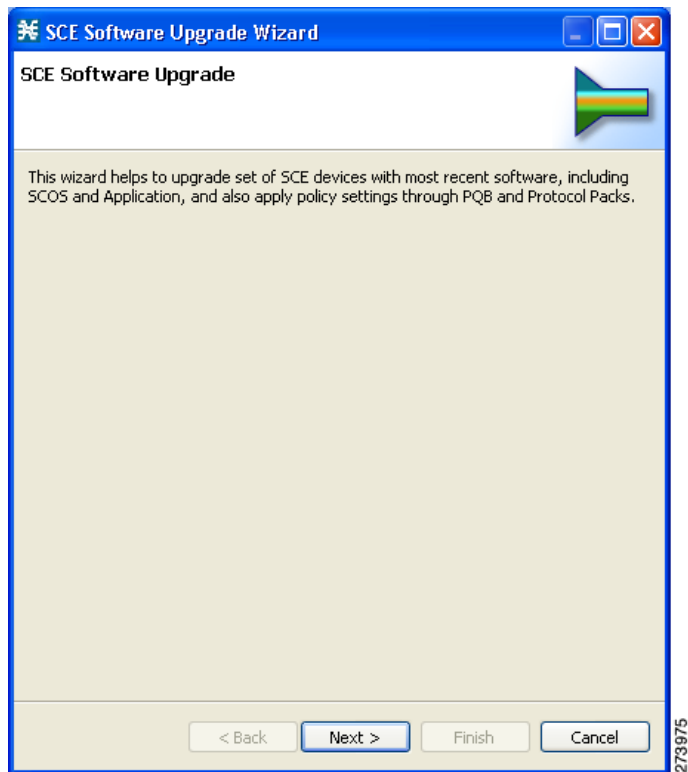 SCE Software Upgrade Wizard
SCE Software Upgrade
This wizard helps to upgrade set of SCE devices with most recent software, including
SCOS and Application, and also apply policy settings through PQB and Protocol Packs.
< Back Next > Finish Cancel
273975